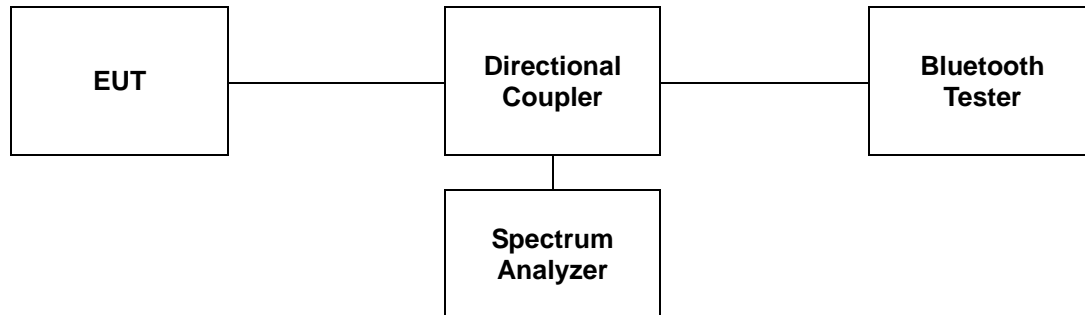 EUT
Directional
Coupler
Bluetooth
Tester
Spectrum
Analyzer